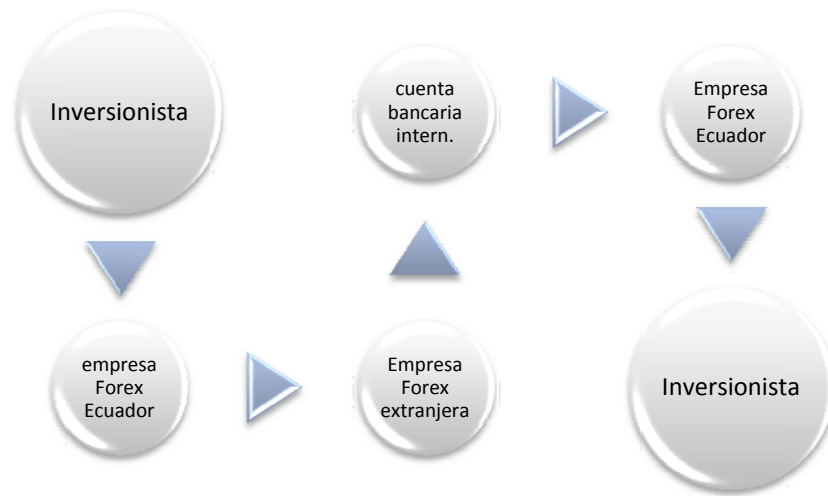 Inversionista
empresa
Forex
Ecuador
Empresa
Forex
extranjera
cuenta
bancaria
intern.
Empresa
Forex
Ecuador
Inversionista